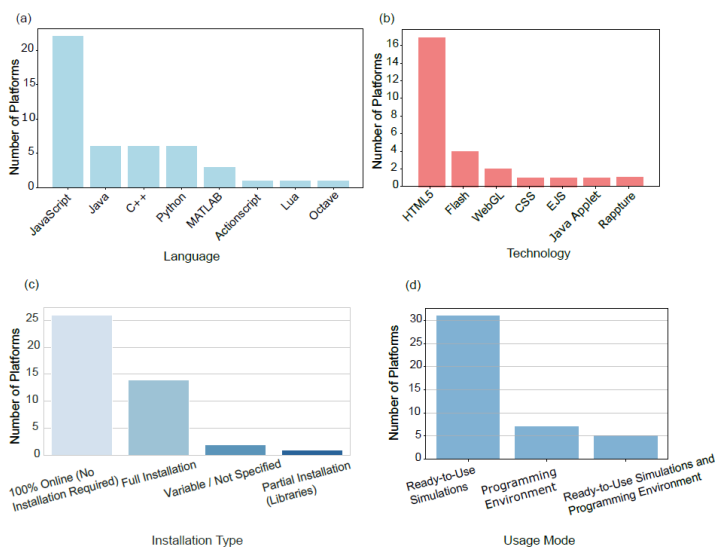 (a)
Number of Platforms
20
15
10
5
0
JavaScript
Java
C++
Python
MATLAB
Actionscript
Lua
Octave
Language
(b)
Number of Platforms
16
14
12
10
8
6
4
2
0
HTML5
Flash
WebGL
CSS
EJS
Java Applet
Rappture
Technology
(c)
Number of Platforms
25
20
15
10
5
0
100% Online (No
Installation Required)
Full Installation
Variable / Not Specified
Partial Installation
(Libraries)
Installation Type
(d)
Number of Platforms
30
25
20
15
10
5
0
Ready-to-Use
Simulations
Programming
Environment
Ready-to-Use Simulations and
Programming Environment
Usage Mode